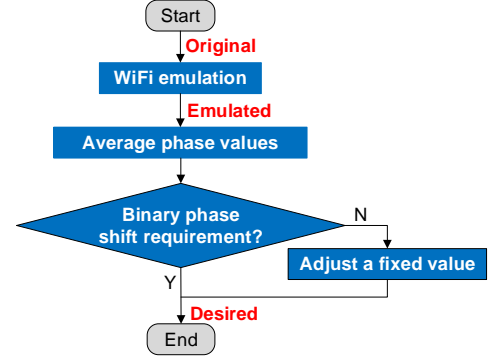 Start
Original
WiFi emulation
Emulated
Average phase values
Binary phase
shift requirement?
N
Adjust a fixed value
Y
Desired
End